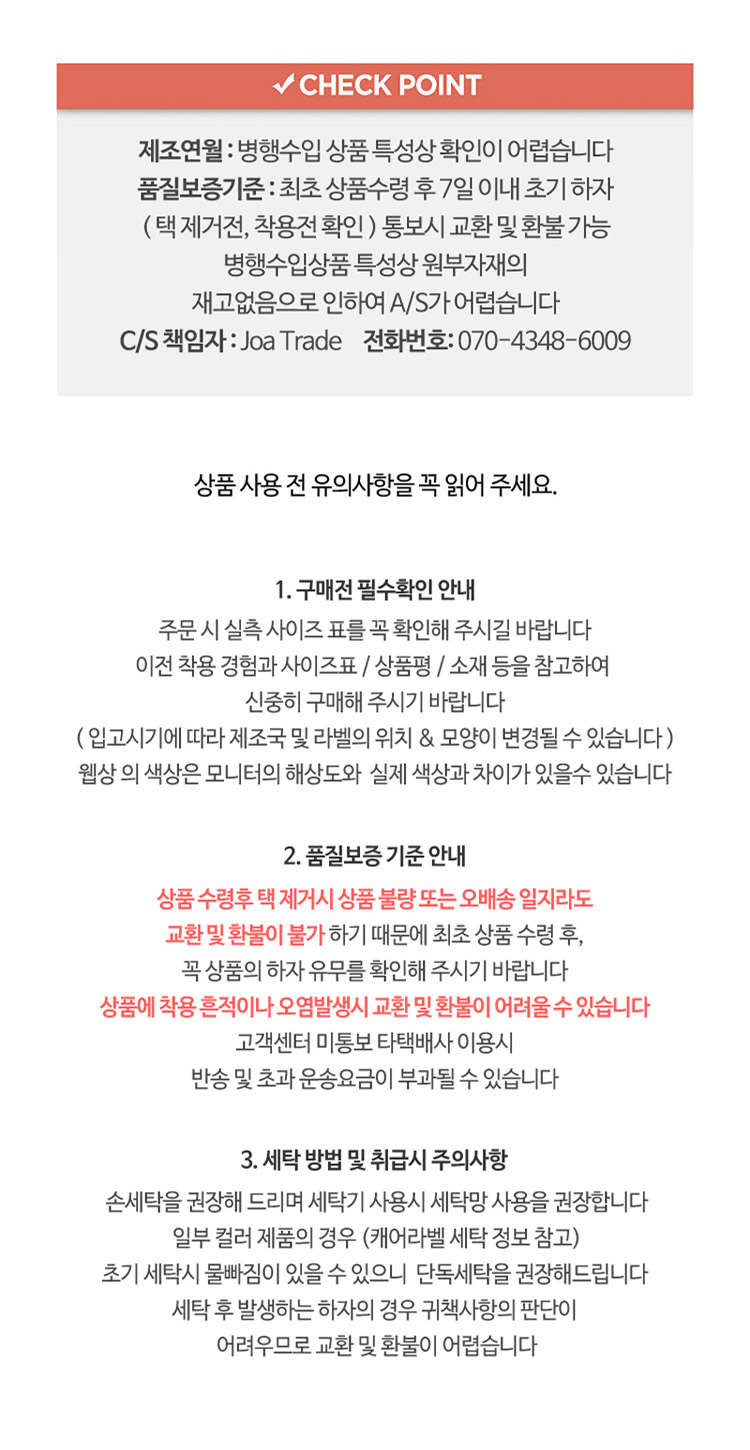 ✓CHECK POINT
제조연월 : 병행수입 상품 특성상 확인이 어렵습니다
품질보증기준 : 최초 상품수령 후 7일 이내 초기 하자
( 택 제거전, 착용전 확인 ) 통보시 교환 및 환불 가능
병행수입상품 특성상 원부자재의
재고없음으로 인하여 A/S가 어렵습니다
C/S 책임자 : Joa Trade 전화번호: 070-4348-6009
상품 사용 전 유의사항을 꼭 읽어 주세요.
1. 구매전 필수확인 안내
주문 시 실측 사이즈 표를 꼭 확인해 주시길 바랍니다
이전 착용 경험과 사이즈표 / 상품평 / 소재 등을 참고하여
신중히 구매해 주시기 바랍니다
( 입고시기에 따라 제조국 및 라벨의 위치 & 모양이 변경될 수 있습니다 )
웹상 의 색상은 모니터의 해상도와 실제 색상과 차이가 있을수 있습니다
2. 품질보증 기준 안내
상품 수령후 택 제거시 상품 불량 또는 오배송 일지라도
교환 및 환불이 불가 하기 때문에 최초 상품 수령 후,
꼭 상품의 하자 유무를 확인해 주시기 바랍니다
상품에 착용 흔적이나 오염발생시 교환 및 환불이 어려울 수 있습니다
고객센터 미통보 타택배사 이용시
반송 및 초과 운송요금이 부과될 수 있습니다
3. 세탁 방법 및 취급시 주의사항
손세탁을 권장해 드리며 세탁기 사용시 세탁망 사용을 권장합니다
일부 컬러 제품의 경우 (캐어라벨 세탁 정보 참고)
초기 세탁시 물빠짐이 있을 수 있으니 단독세탁을 권장해드립니다
세탁 후 발생하는 하자의 경우 귀책사항의 판단이
어려우므로 교환 및 환불이 어렵습니다